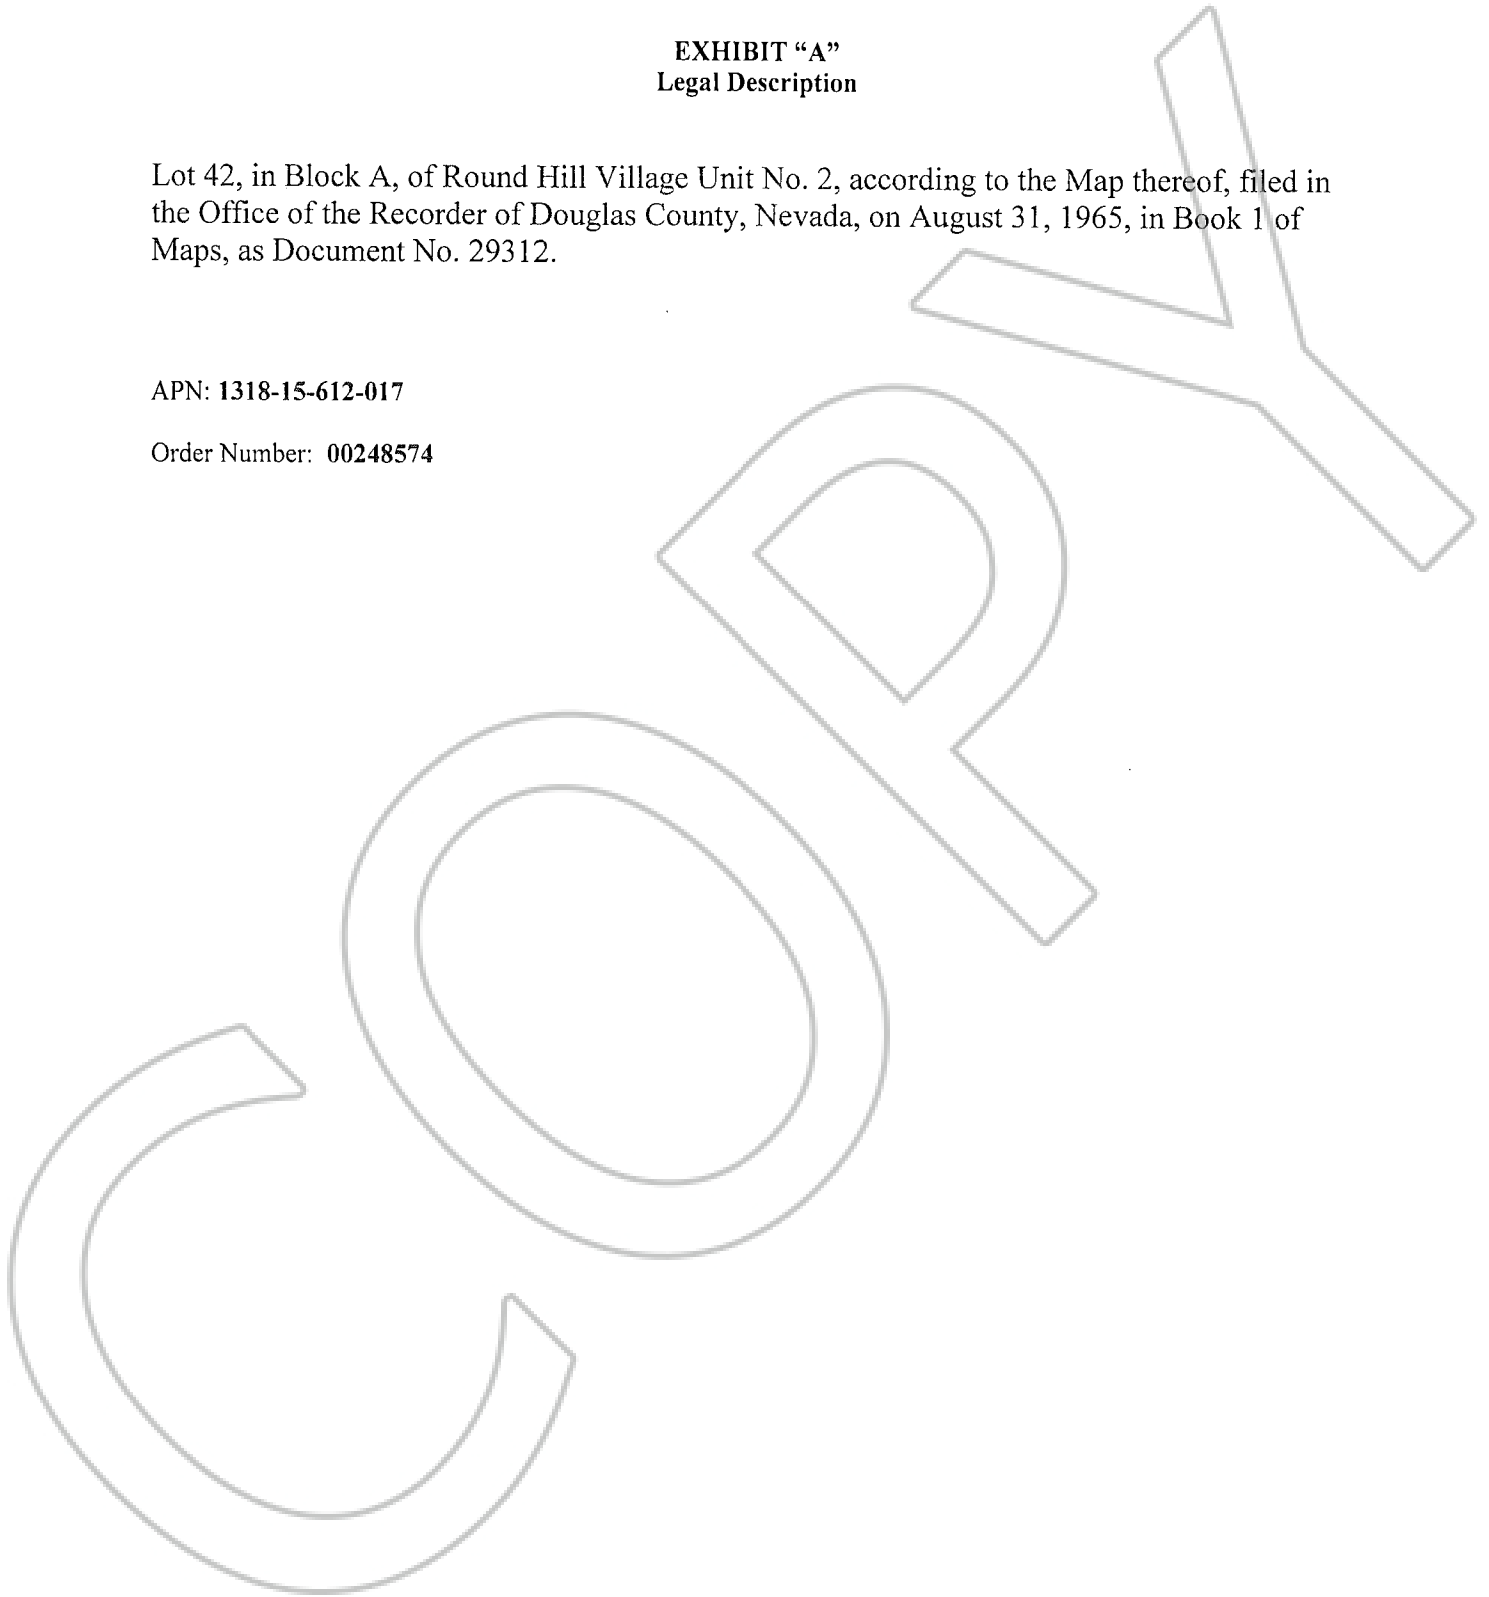 EXHIBIT “A”
Legal Description
Lot 42, in Block A, of Round Hill Village Unit No. 2, according to the Map thereof, filed in
the Office of the Recorder of Douglas County, Nevada, on August 31, 1965, in Book 1 of
Maps, as Document No. 29312.
APN: 1318-15-612-017
Order Number: 00248574
COPY